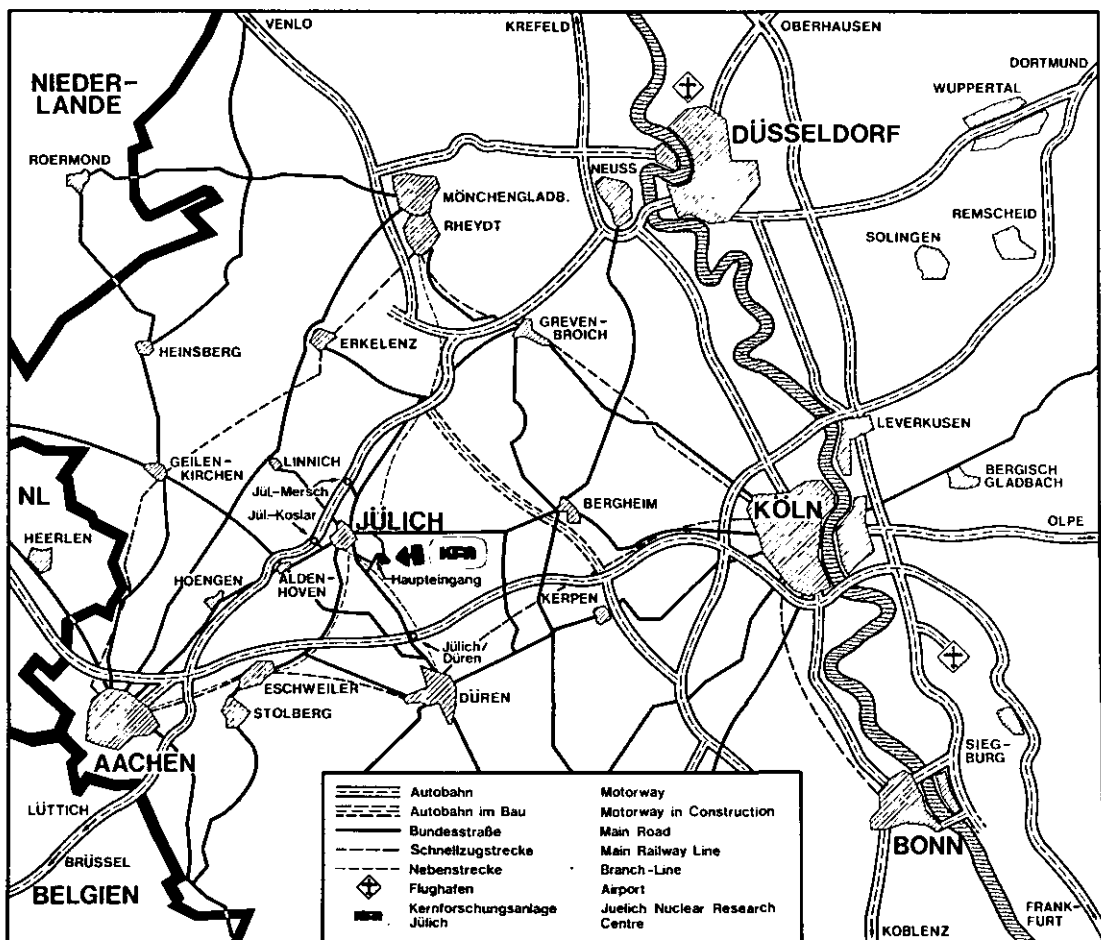 VENLO
KREFELD
OBERHAUSEN
DORTMUND
WUPPERTAL
NIEDER-
LANDE
DÜSSELDORF
ROERMOND
NEUSS
MÖNCHENGLADB.
RHEYDT
REMSCHEID
SOLINGEN
GREVEN-
BROICH
ERKELENZ
HEINSBERG
LEVERKUSEN
GEILEN-
KIRCHEN
LINNICH
BERGISCH
GLADBACH
NL
Jül.-Mersch
BERGHEIM
KÖLN
Jül.-Koslar
JÜLICH
OLPE
HEERLEN
KFA
Haupteingang
HOENGEN
ALDEN-
HOVEN
KERPEN
Jülich/
Düren
ESCHWEILER
DÜREN
STOLBERG
SIEG-
BURG
AACHEN
LÜTTICH
BONN
BRÜSSEL
BELGIEN
FRANK-
FURT
KOBLENZ
Autobahn Motorway
Autobahn im Bau Motorway in Construction
Bundesstraße Main Road
Schnellzugstrecke Main Railway Line
Nebenstrecke Branch-Line
Flughafen Airport
KFA Kernforschungsanlage Juelich Nuclear Research
Jülich Centre